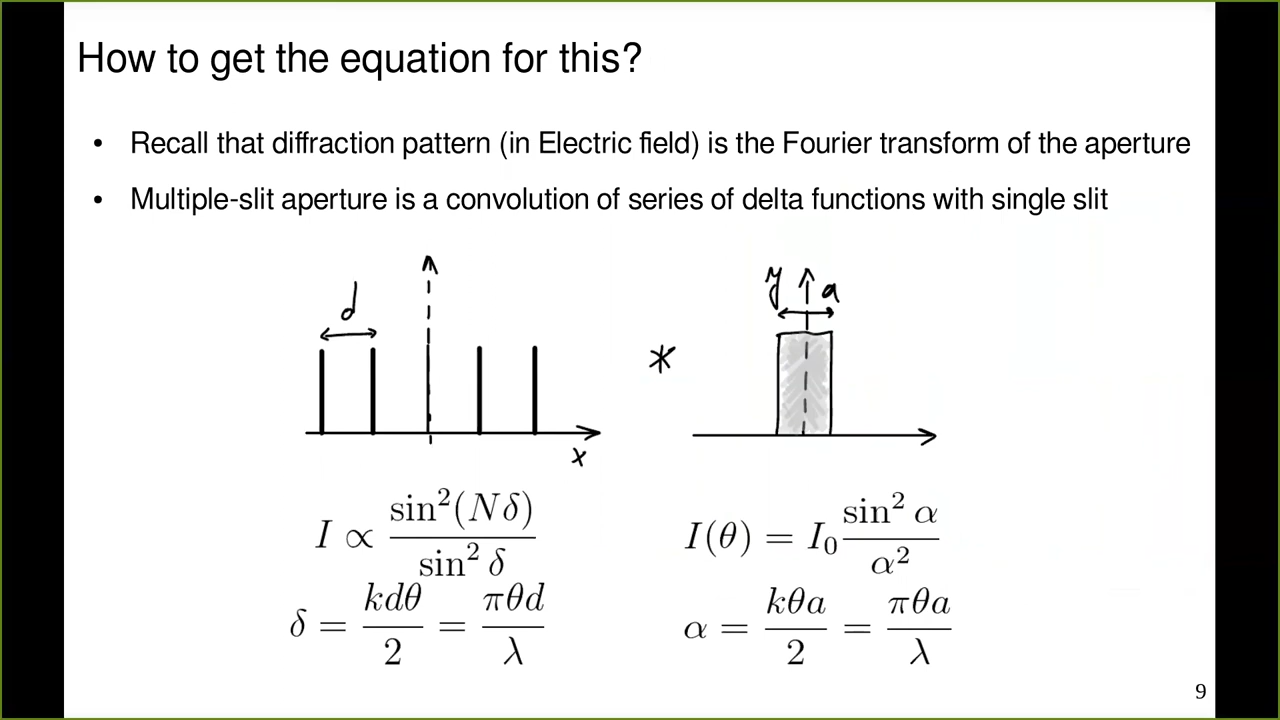 How to get the equation for this?
• Recall that diffraction pattern (in Electric field) is the Fourier transform of the aperture
• Multiple-slit aperture is a convolution of series of delta functions with single slit
d
x
*
y
a
I ∝ sin²(Nδ) / sin² δ
δ = kdθ / 2 = πθd / λ
I(θ) = I₀ sin² α / α²
α = kθa / 2 = πθa / λ
9